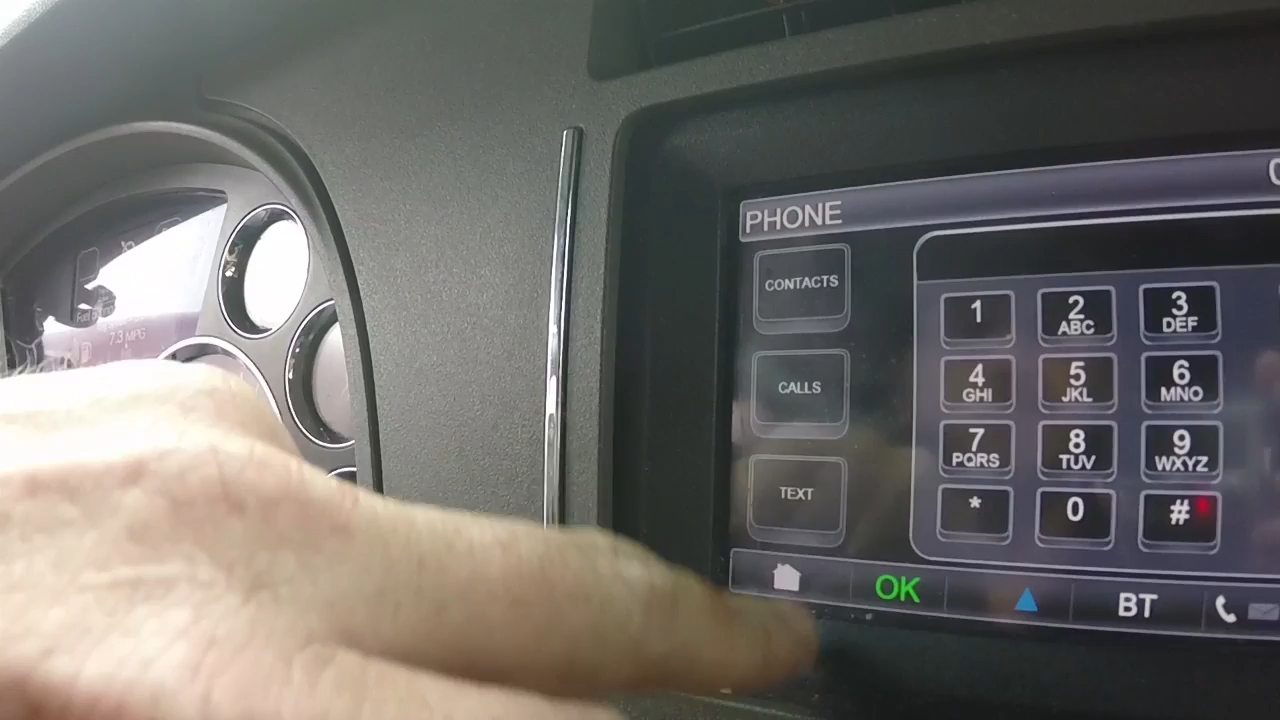 PHONE
CONTACTS
CALLS
TEXT
1
2
ABC
3
DEF
4
GHI
5
JKL
6
MNO
7
PQRS
8
TUV
9
WXYZ
*
0
#
OK
BT
7.3 MPG